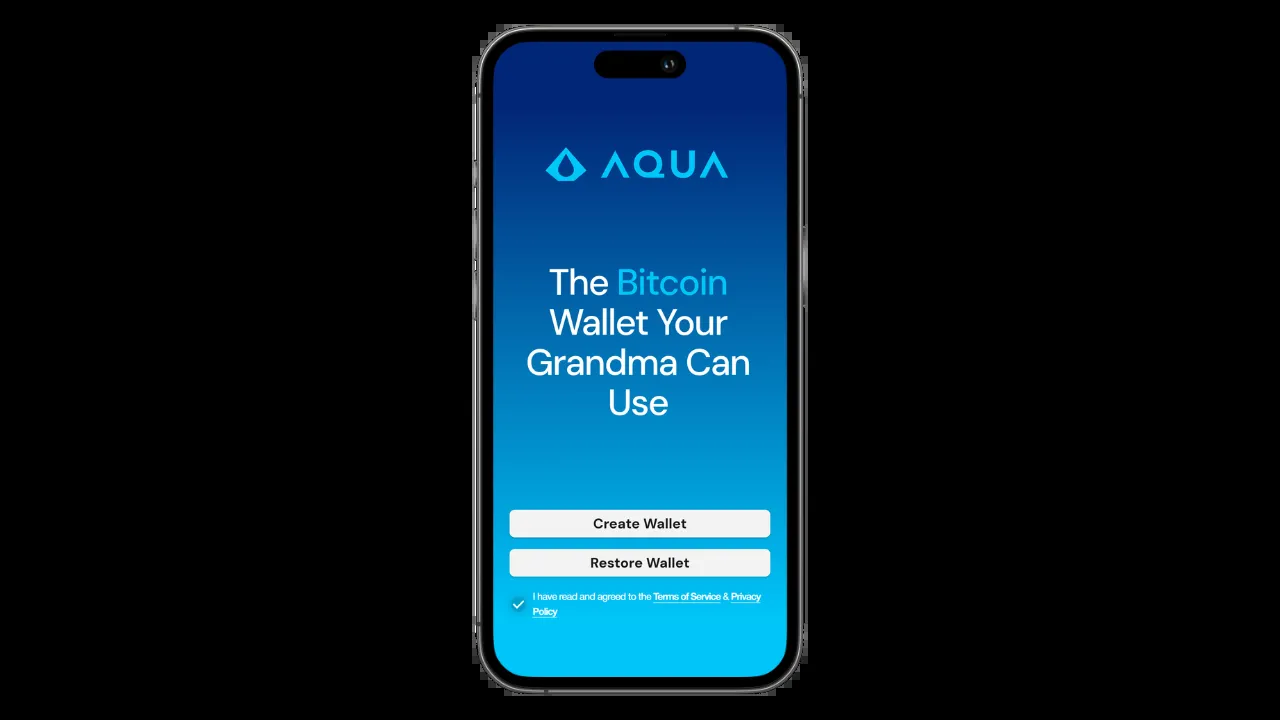 AQUA
The Bitcoin
Wallet Your
Grandma Can
Use
Create Wallet
Restore Wallet
I have read and agreed to the Terms of Service & Privacy
Policy